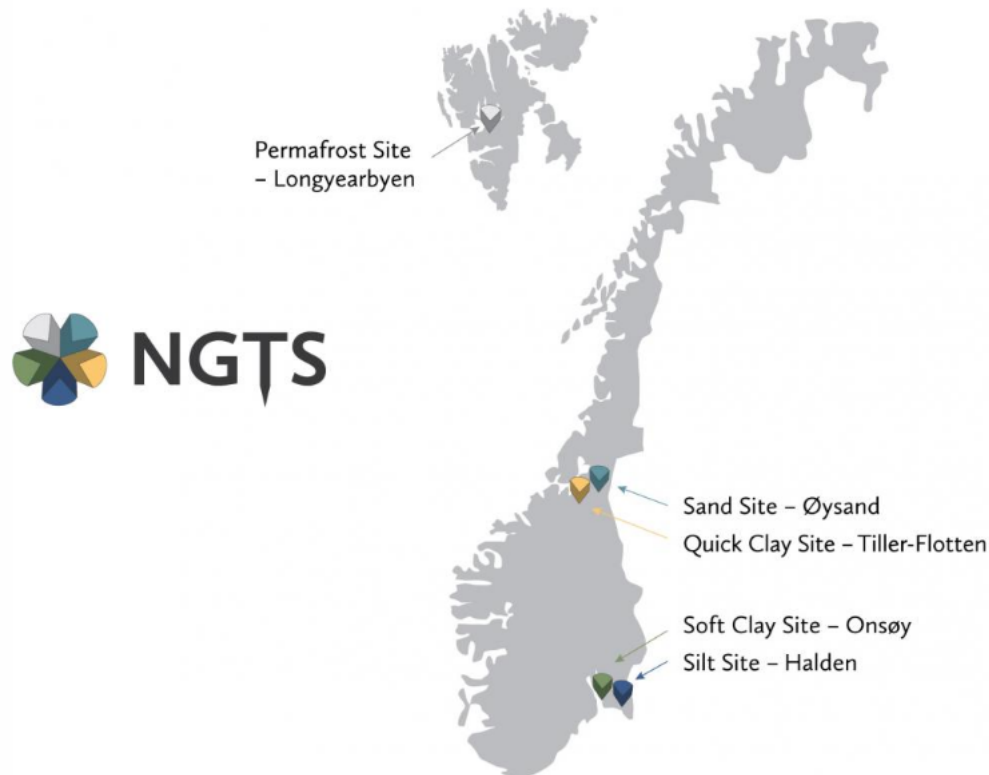 Permafrost Site
– Longyearbyen
NGTS
Sand Site – Øysand
Quick Clay Site – Tiller-Flotten
Soft Clay Site – Onsøy
Silt Site – Halden